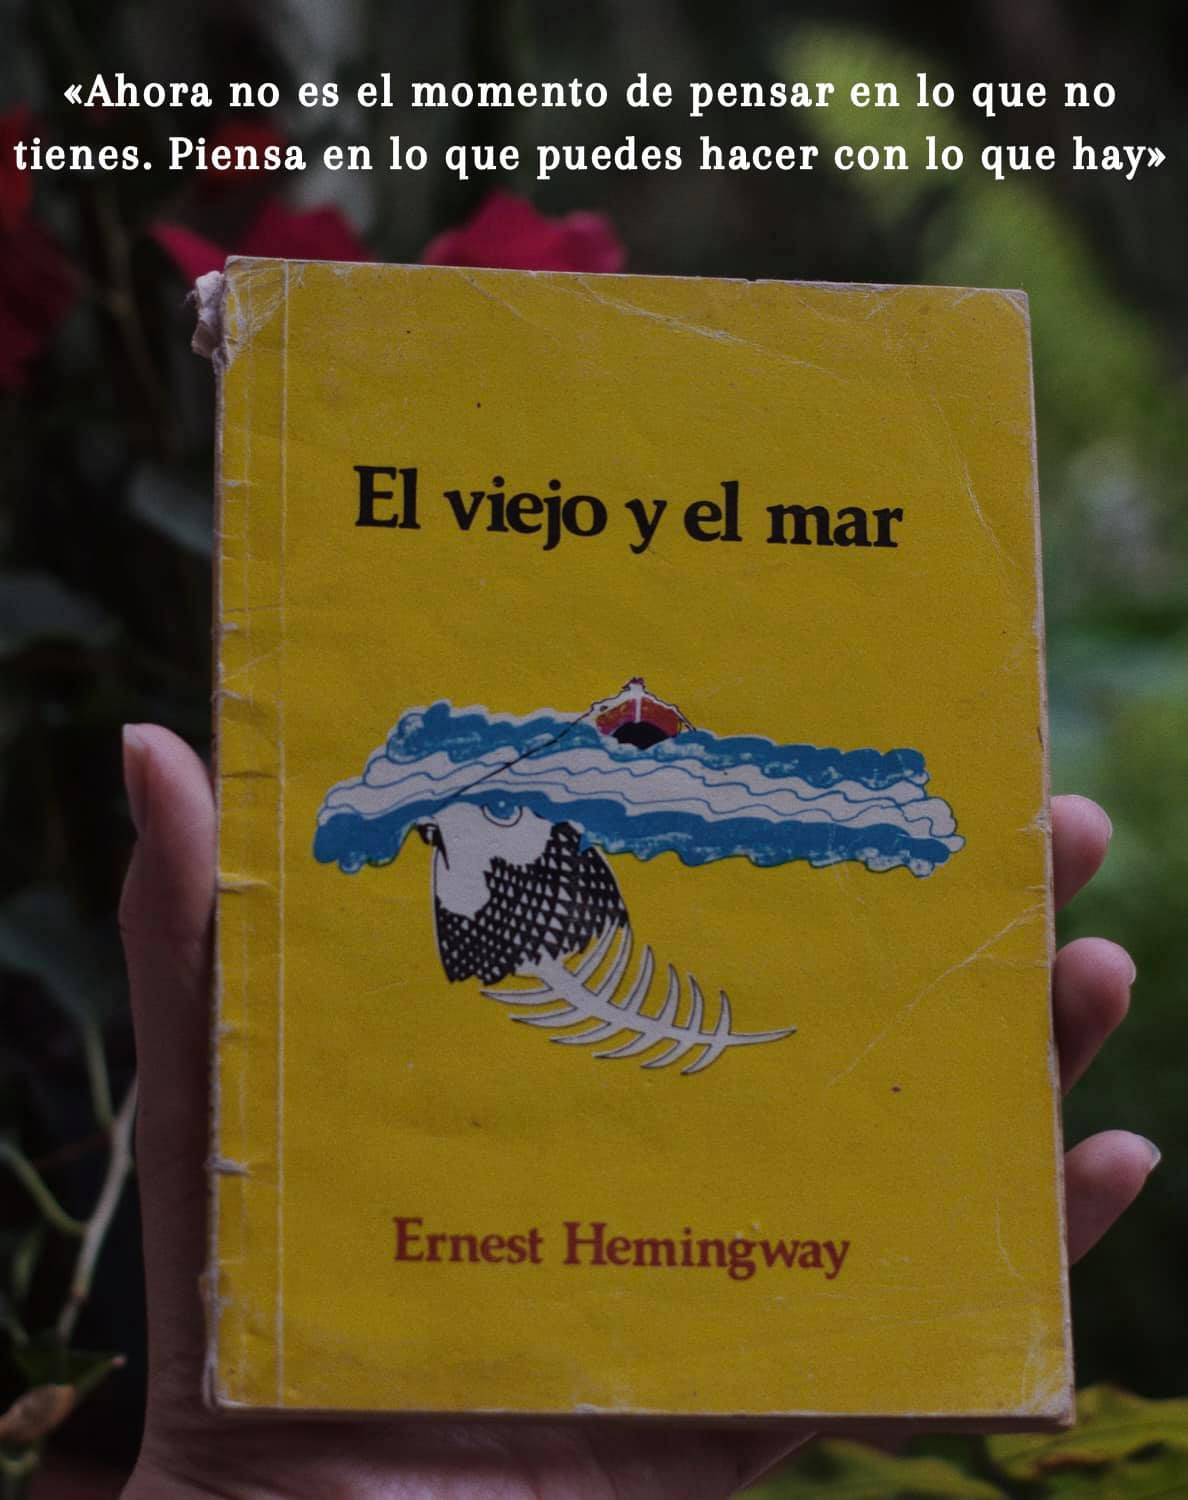 «Ahora no es el momento de pensar en lo que no
tienes. Piensa en lo que puedes hacer con lo que hay»
El viejo y el mar
Ernest Hemingway